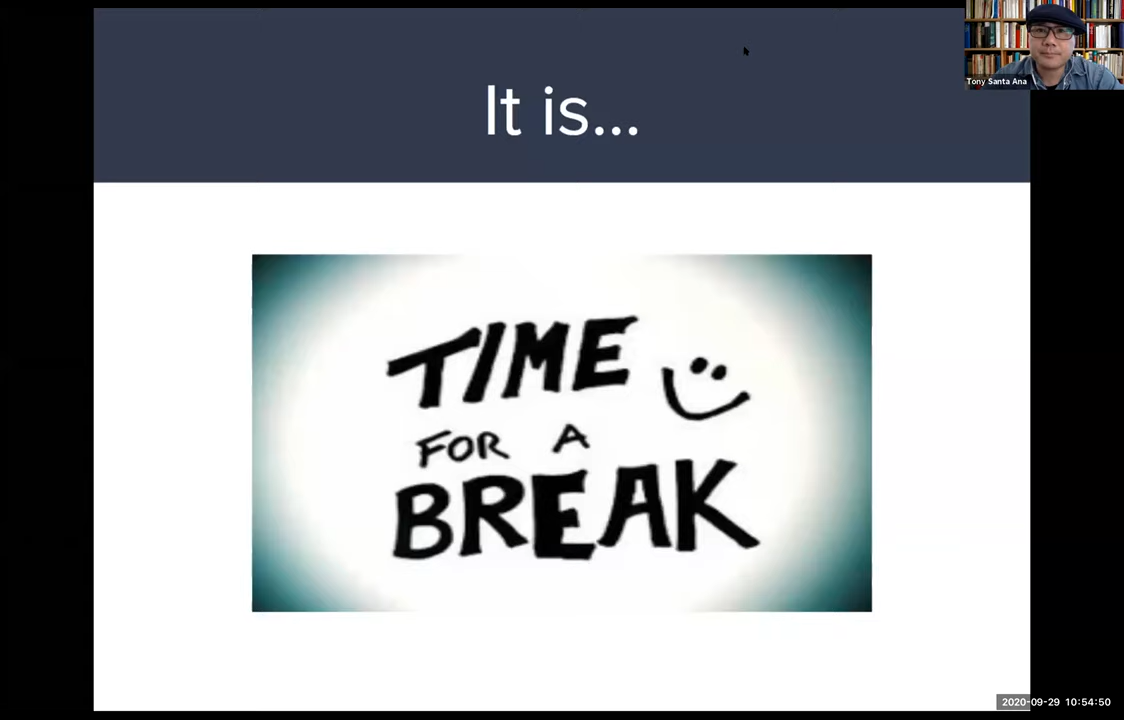 It is...
Tony Santa Ana
TIME
FOR A
BREAK
2020-09-29 10:54:50